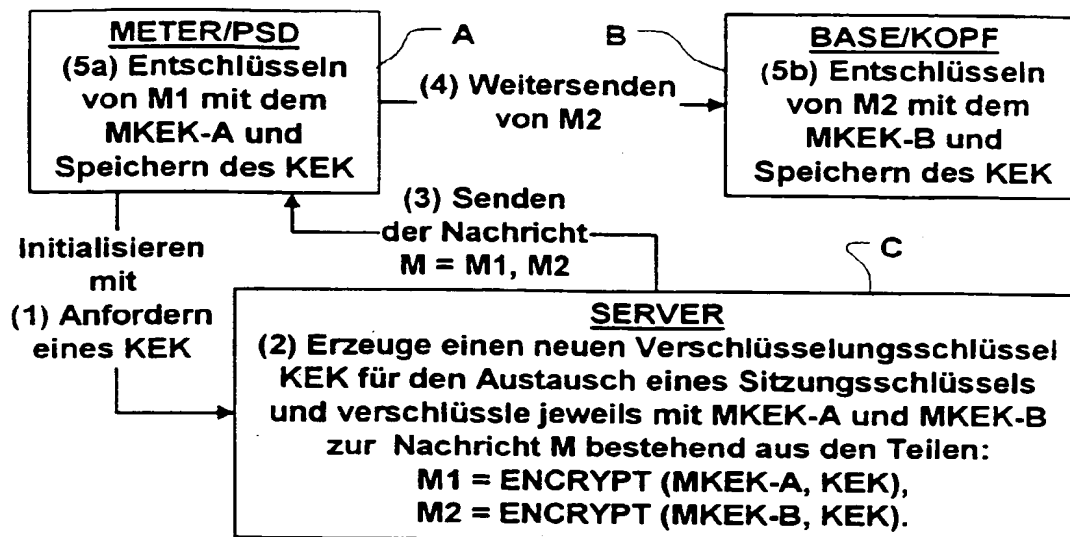 METER/PSD
(5a) Entschlüsseln
von M1 mit dem
MKEK-A und
Speichern des KEK
A
B
(4) Weitersenden
von M2
BASE/KOPF
(5b) Entschlüsseln
von M2 mit dem
MKEK-B und
Speichern des KEK
(3) Senden
der Nachricht
M = M1, M2
C
Initialisieren
mit
(1) Anfordern
eines KEK
SERVER
(2) Erzeuge einen neuen Verschlüsselungsschlüssel
KEK für den Austausch eines Sitzungsschlüssels
und verschlüssle jeweils mit MKEK-A und MKEK-B
zur Nachricht M bestehend aus den Teilen:
M1 = ENCRYPT (MKEK-A, KEK),
M2 = ENCRYPT (MKEK-B, KEK).